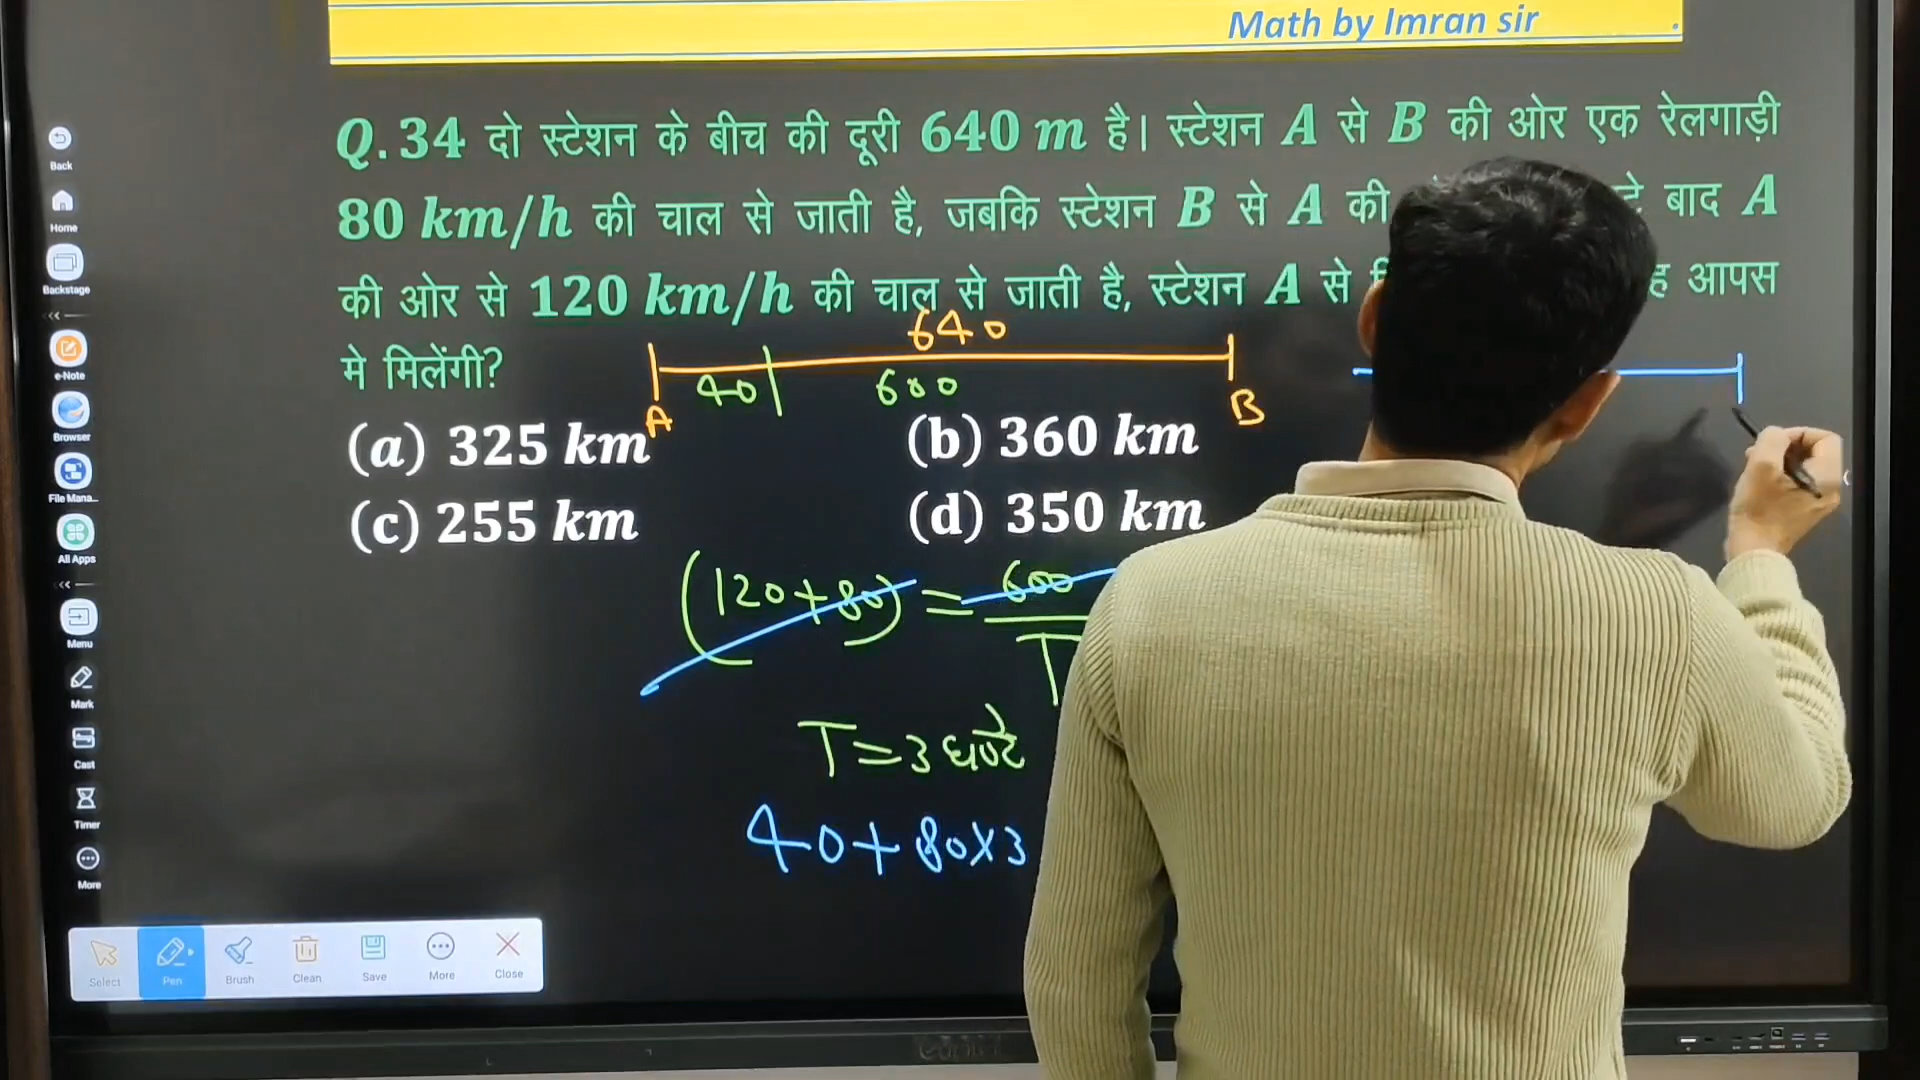 Math by Imran sir .
Q.34 दो स्टेशन के बीच की दूरी 640 m है। स्टेशन A से B की ओर एक रेलगाड़ी
80 km/h की चाल से जाती है, जबकि स्टेशन B से A की बाद A
की ओर से 120 km/h की चाल से जाती है, स्टेशन A से आपस
मे मिलेंगी?
640
40 600
A B
(a) 325 km (b) 360 km
(c) 255 km (d) 350 km
(120+80) = 600
T
T=3 घण्टे
40+80×3
Back
Home
Backstage
e-Note
Browser
File Mana...
All Apps
Menu
Mark
Cast
Timer
More
Select Pen Brush Clean Save More Close